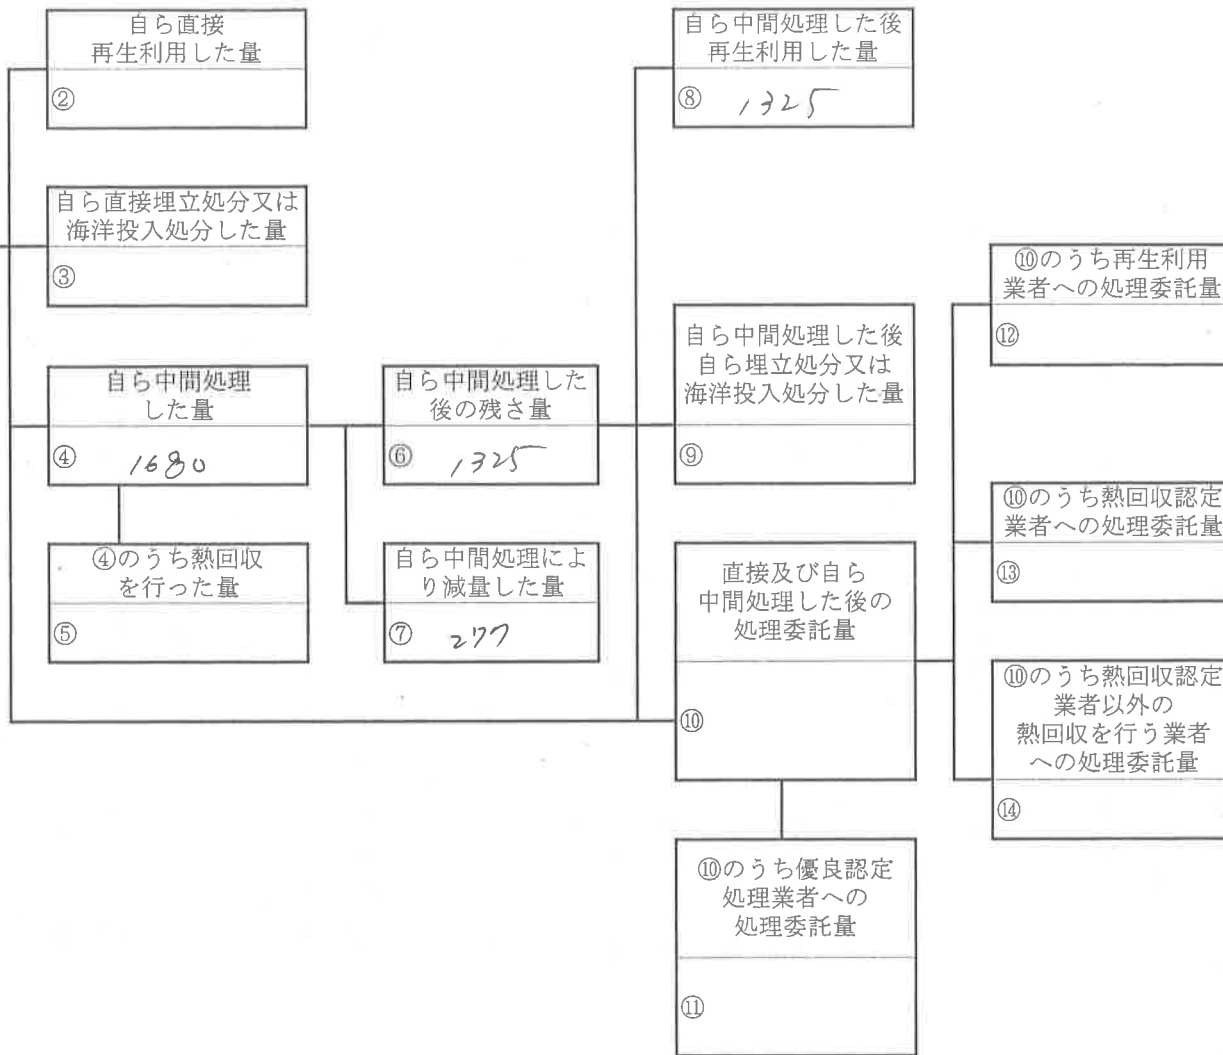 自ら直接
再生利用した量
②
自ら直接埋立処分又は
海洋投入処分した量
③
自ら中間処理
した量
④ 1680
④のうち熱回収
を行った量
⑤
自ら中間処理した
後の残さ量
⑥ 1325
自ら中間処理によ
り減量した量
⑦ 277
自ら中間処理した後
再生利用した量
⑧ 1325
自ら中間処理した後
自ら埋立処分又は
海洋投入処分した量
⑨
直接及び自ら
中間処理した後の
処理委託量
⑩
⑩のうち優良認定
処理業者への
処理委託量
⑪
⑩のうち再生利用
業者への処理委託量
⑫
⑩のうち熱回収認定
業者への処理委託量
⑬
⑩のうち熱回収認定
業者以外の
熱回収を行う業者
への処理委託量
⑭